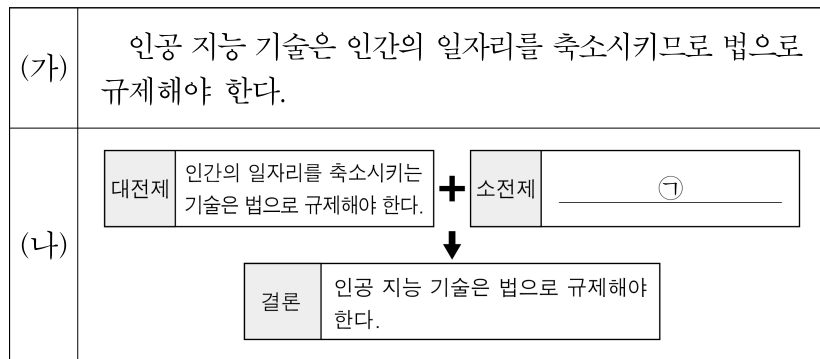 (가)
인공 지능 기술은 인간의 일자리를 축소시키므로 법으로
규제해야 한다.
(나)
대전제
인간의 일자리를 축소시키는
기술은 법으로 규제해야 한다.
소전제
㉠
결론
인공 지능 기술은 법으로 규제해야
한다.